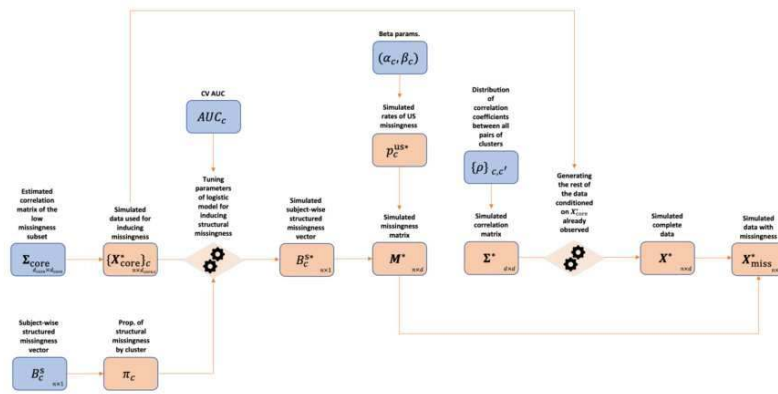 Beta params.
(α_c, β_c)
CV AUC
AUC_c
Simulated
rates of US
missingness
p_c^us*
Distribution
of
correlation
coefficients
between all
pairs of
clusters
{ρ} c,c'
Estimated
correlation
matrix of the
low
missingness
subset
Σ_core
Simulated
data used for
inducing
missingness
{X*_core}_c
Tuning
parameters
of logistic
model for
inducing
structural
missingness
Simulated
subject-wise
structured
missingness
vector
B_c^s*
n×1
Simulated
missingness
matrix
M*
n×d
Simulated
correlation
matrix
Σ*
d×d
Generating
the rest of
the data
conditioned
on X*_core
already
observed
Simulated
complete
data
X*
n×d
Simulated
data with
missingness
X*_miss
Subject-wise
structured
missingness
vector
B_c^s
n×1
Prop. of
structural
missingness
by cluster
π_c